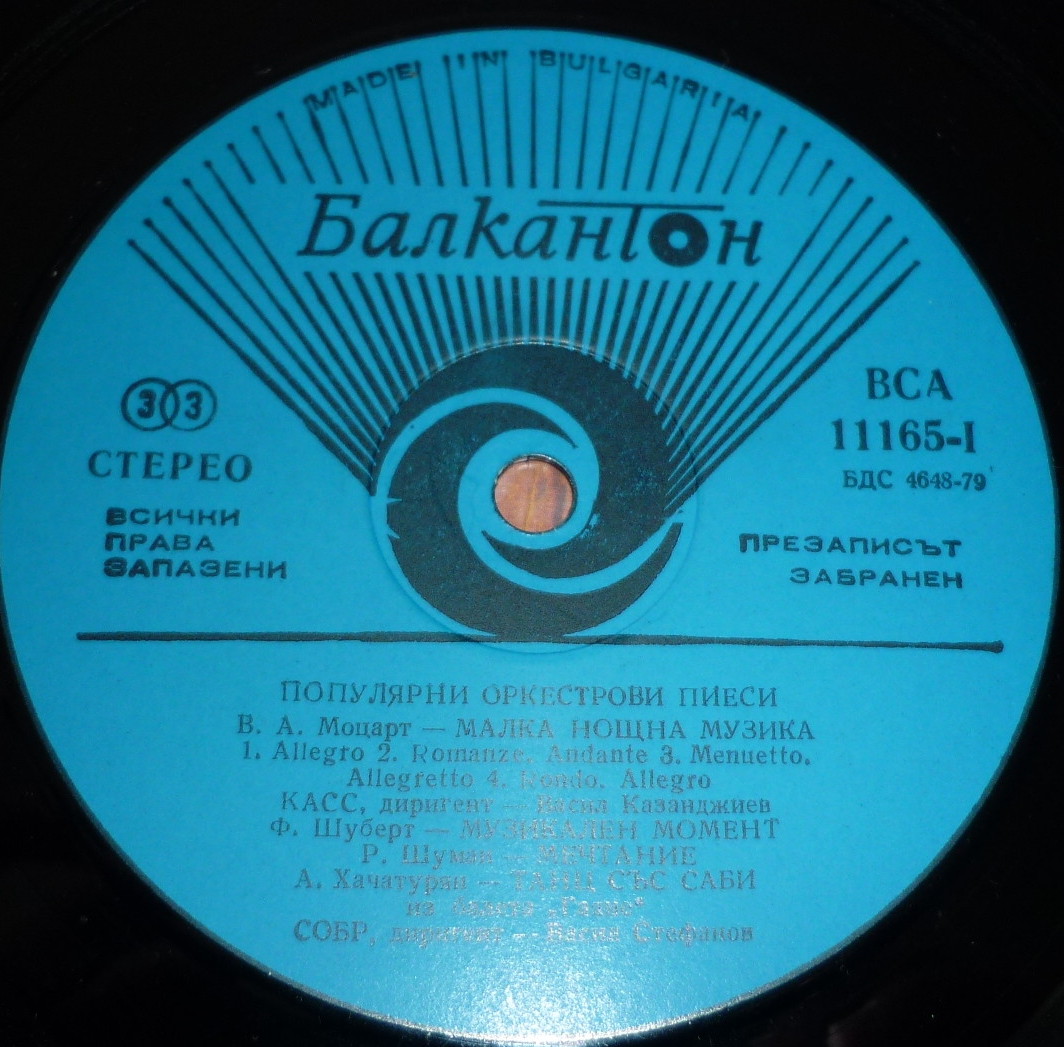 MADE IN BULGARIA
Балкантон
33
СТЕРЕО
ВСИЧКИ
ПРАВА
ЗАПАЗЕНИ
ВСА
11165-I
БДС 4648-79
ПРЕЗАПИСЪТ
ЗАБРАНЕН
ПОПУЛЯРНИ ОРКЕСТРОВИ ПИЕСИ
В. А. Моцарт — МАЛКА НОЩНА МУЗИКА
1. Allegro 2. Romanze. Andante 3. Menuetto.
Allegretto 4. Rondo. Allegro
КАСС, диригент — Васил Казанджиев
Ф. Шуберт — МУЗИКАЛЕН МОМЕНТ
Р. Шуман — МЕЧТАНИЕ
А. Хачатурян — ТАНЦ СЪС САБИ
из балета „Гаяне“
СОБР, диригент — Васил Стефанов